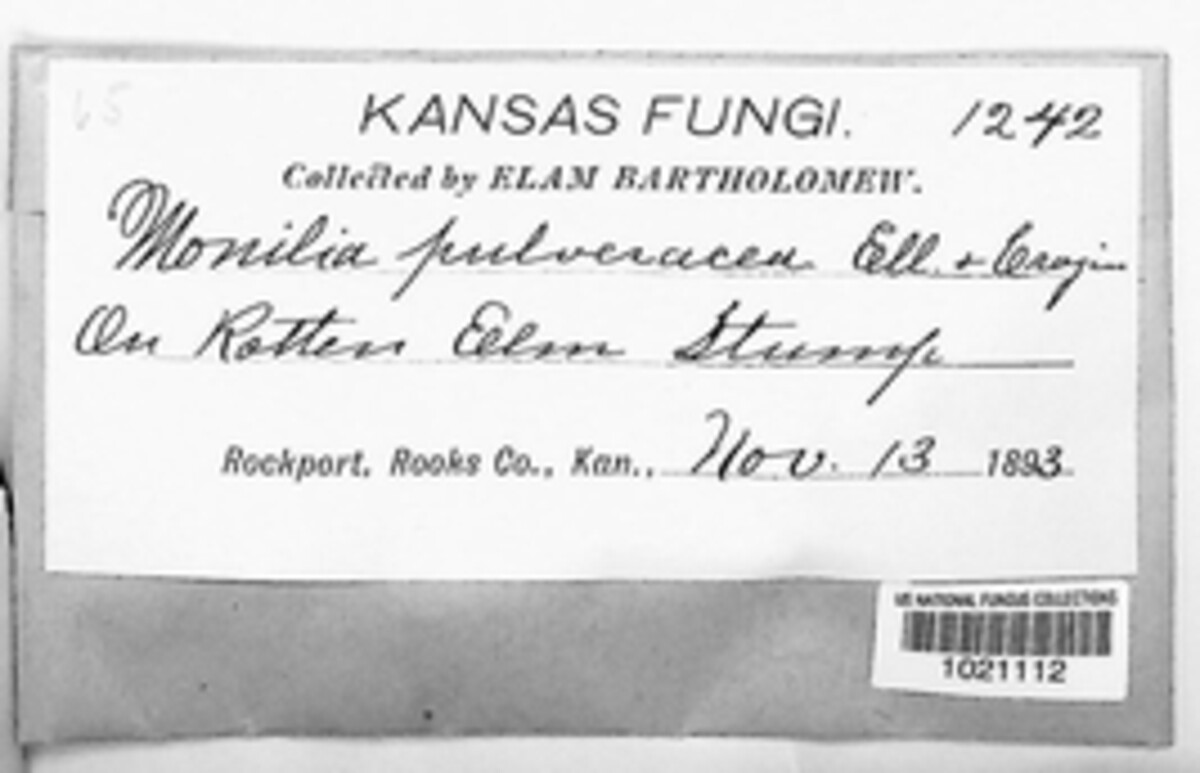 65
KANSAS FUNGI. 1242
Collected by ELAM BARTHOLOMEW.
Monilia pulveracea Ell. & Cragin
On Rotten Elm Stump
Rockport, Rooks Co., Kan., Nov. 13 1893
US NATIONAL FUNGUS COLLECTIONS
1021112